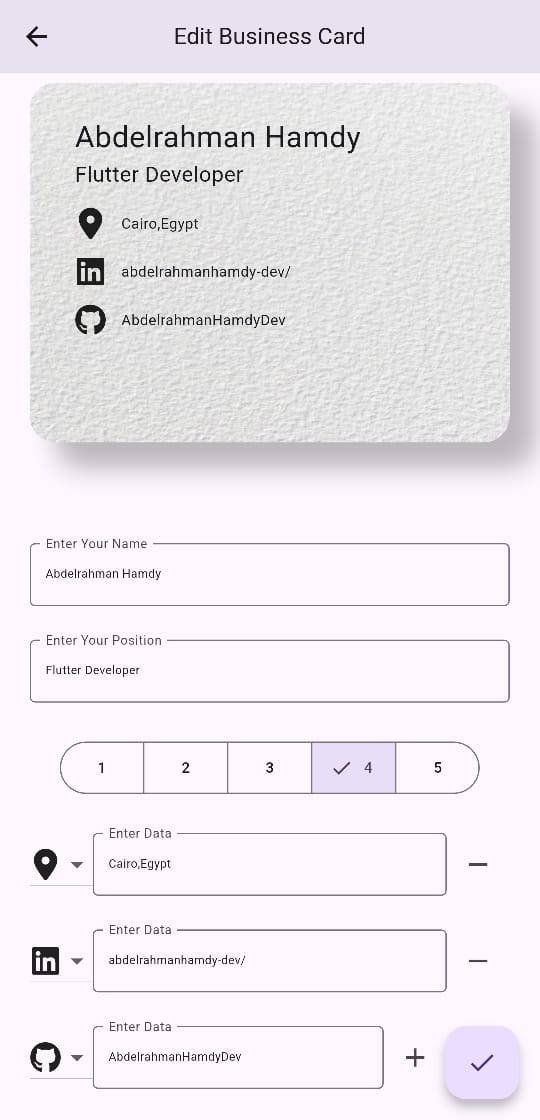 Edit Business Card
Abdelrahman Hamdy
Flutter Developer
Cairo,Egypt
in abdelrahmanhamdy-dev/
AbdelrahmanHamdyDev
Enter Your Name
Abdelrahman Hamdy
Enter Your Position
Flutter Developer
1 2 3 4 5
Enter Data
Cairo,Egypt
Enter Data
in abdelrahmanhamdy-dev/
Enter Data
AbdelrahmanHamdyDev